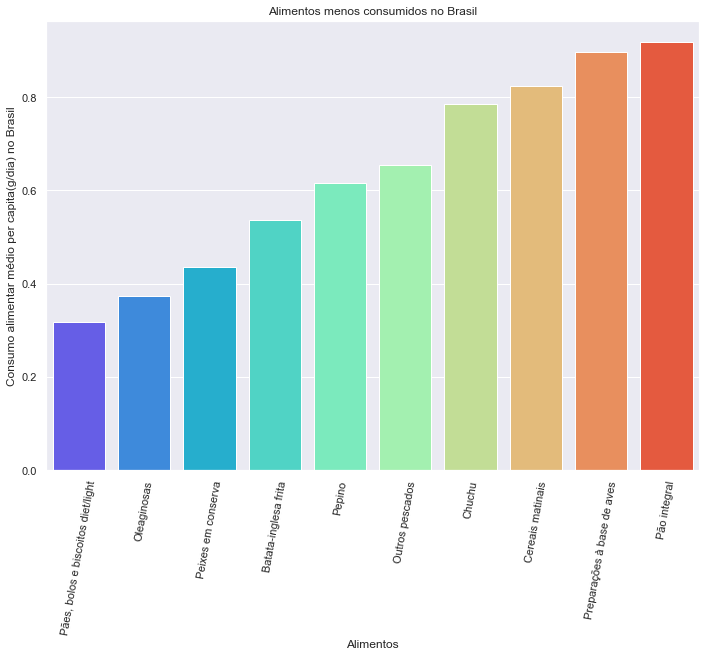 Alimentos menos consumidos no Brasil
Consumo alimentar médio per capita(g/dia) no Brasil
0.8
0.6
0.4
0.2
0.0
Pães, bolos e biscoitos diet/light
Oleaginosas
Peixes em conserva
Batata-inglesa frita
Pepino
Outros pescados
Chuchu
Cereais matinais
Preparações à base de aves
Pão integral
Alimentos